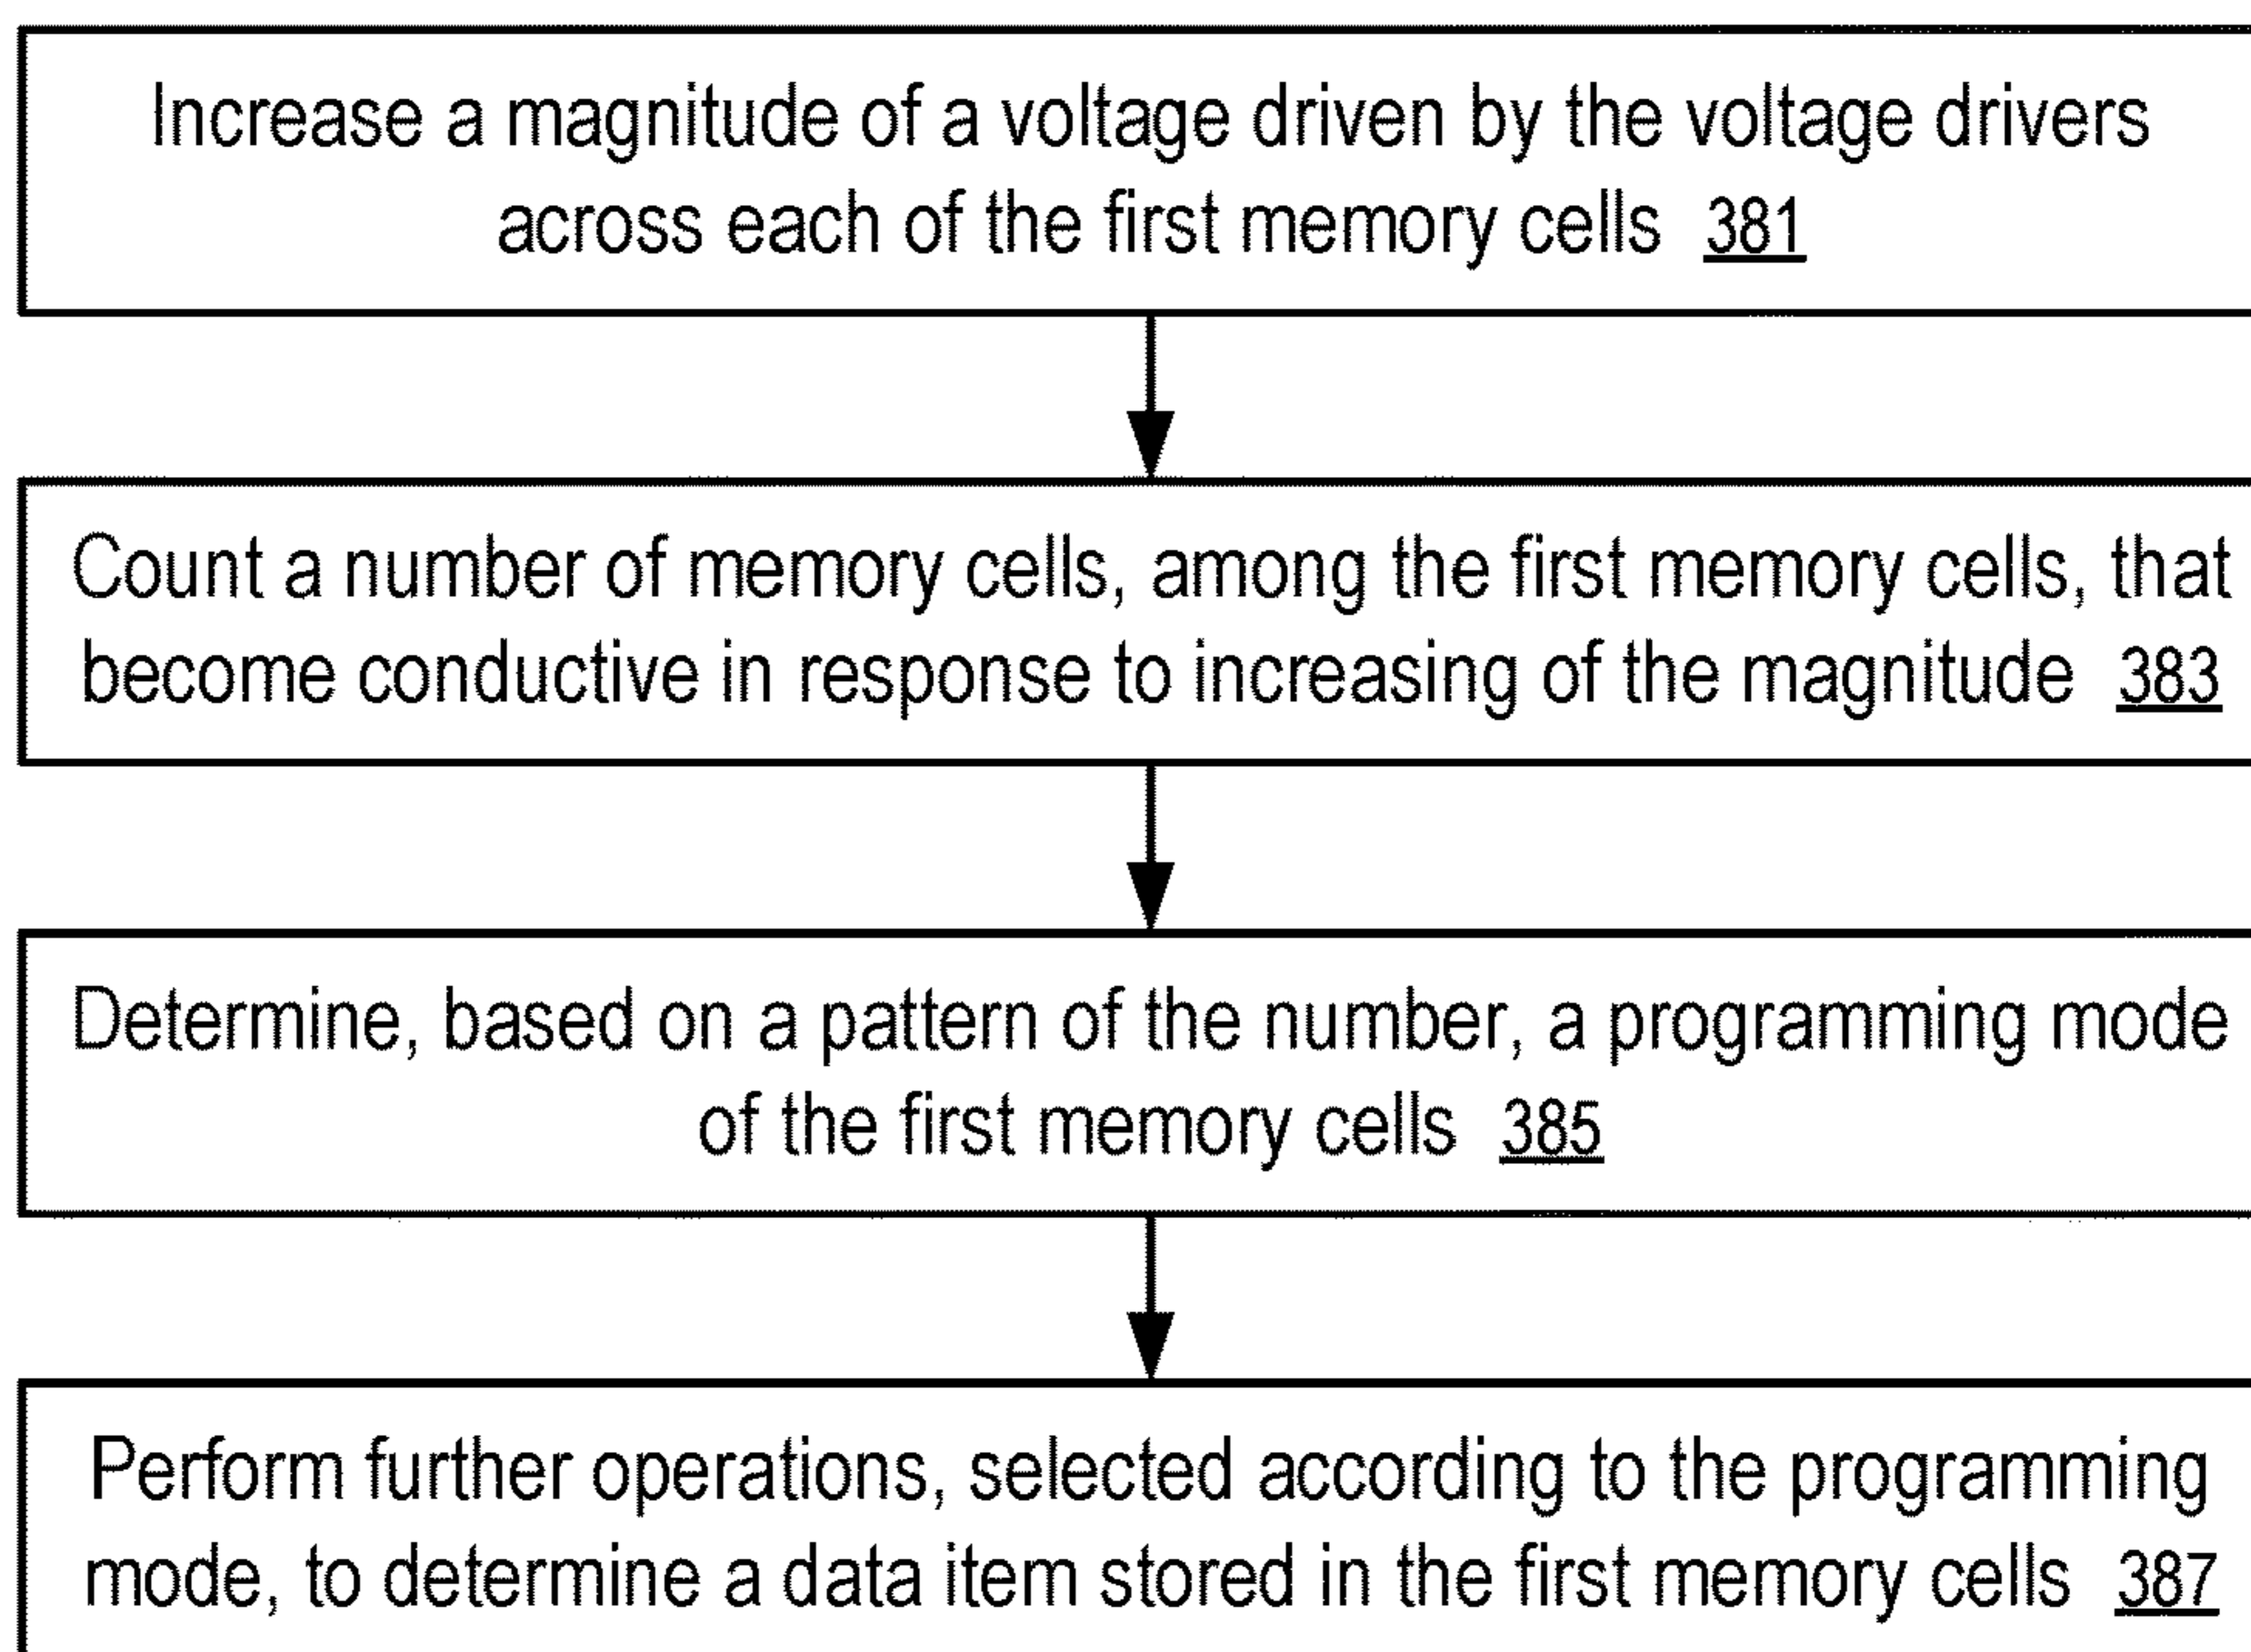 Increase a magnitude of a voltage driven by the voltage drivers
across each of the first memory cells 381
Count a number of memory cells, among the first memory cells, that
become conductive in response to increasing of the magnitude 383
Determine, based on a pattern of the number, a programming mode
of the first memory cells 385
Perform further operations, selected according to the programming
mode, to determine a data item stored in the first memory cells 387